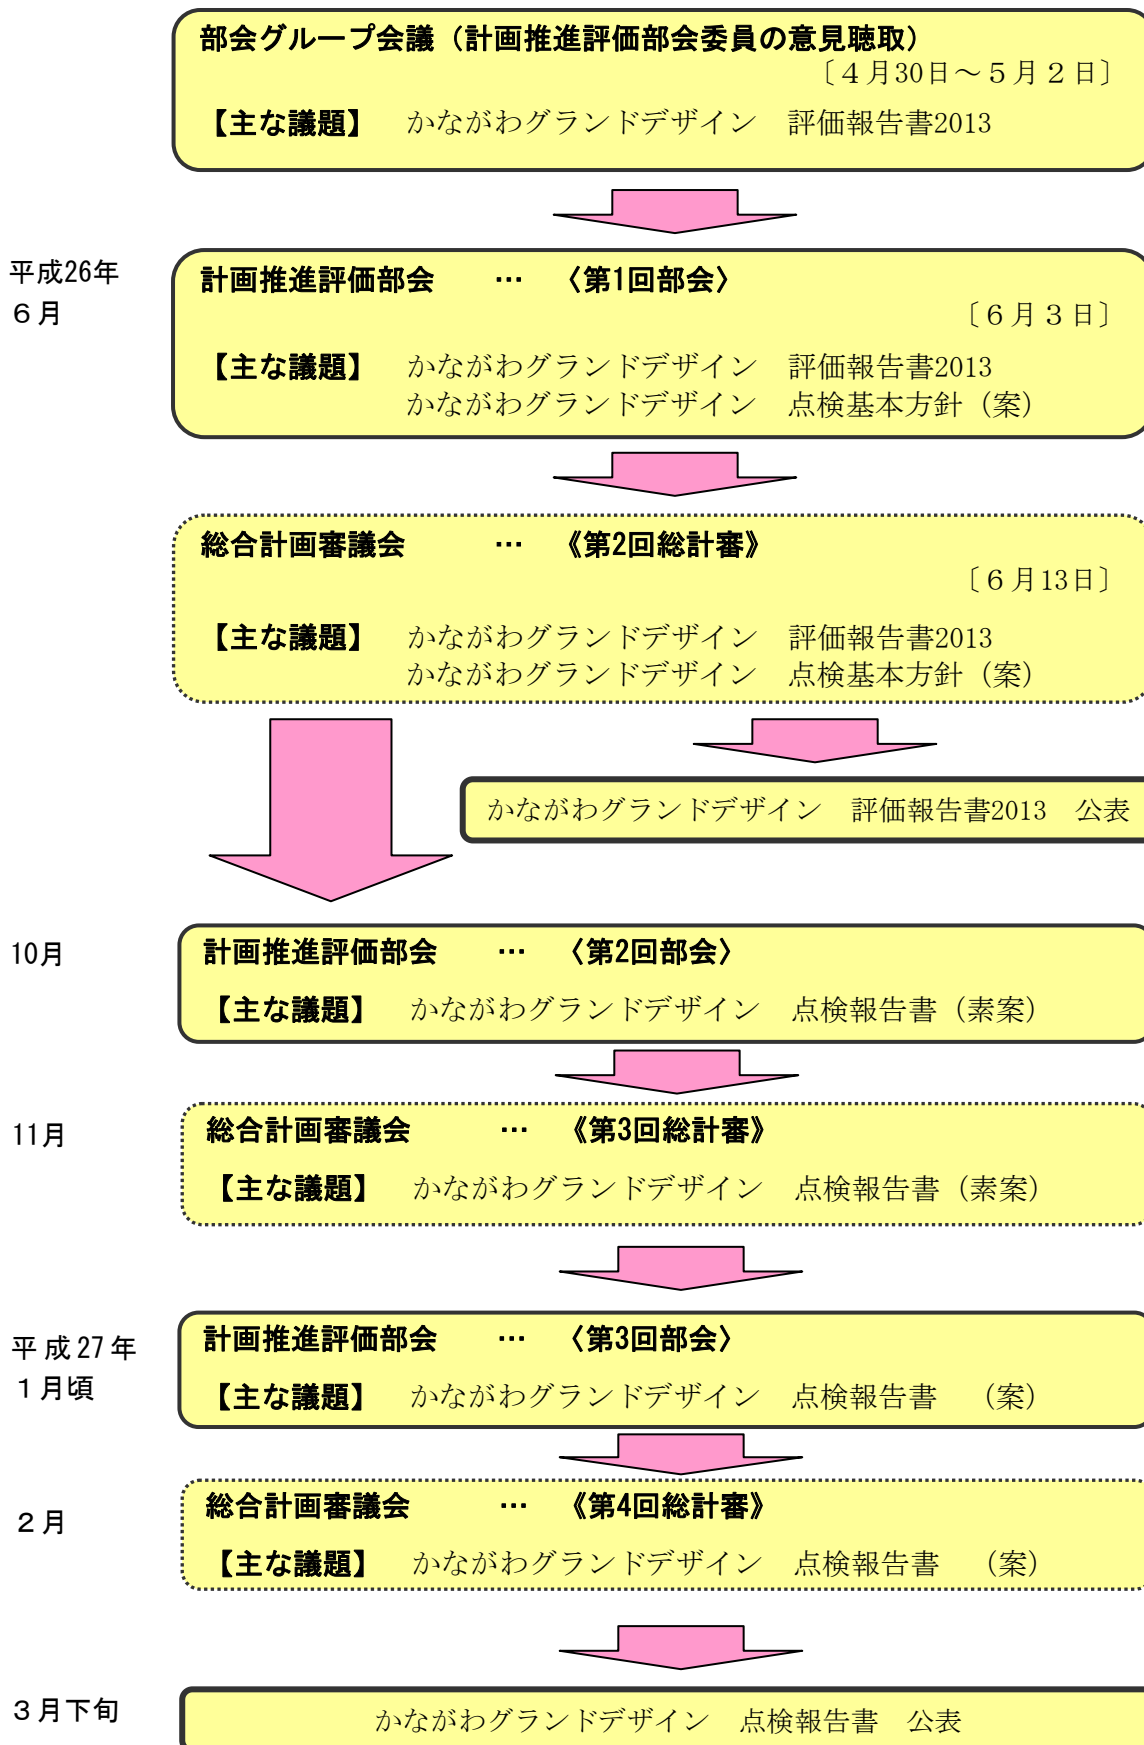 部会グループ会議（計画推進評価部会委員の意見聴取）
〔４月30日～５月２日〕
【主な議題】　かながわグランドデザイン　評価報告書2013
平成26年
６月
計画推進評価部会　　…　〈第1回部会〉
〔６月３日〕
【主な議題】　かながわグランドデザイン　評価報告書2013
かながわグランドデザイン　点検基本方針（案）
総合計画審議会　　　…　《第2回総計審》
〔６月13日〕
【主な議題】　かながわグランドデザイン　評価報告書2013
かながわグランドデザイン　点検基本方針（案）
かながわグランドデザイン　評価報告書2013　公表
10月
計画推進評価部会　　…　〈第2回部会〉
【主な議題】　かながわグランドデザイン　点検報告書（素案）
11月
総合計画審議会　　　…　《第3回総計審》
【主な議題】　かながわグランドデザイン　点検報告書（素案）
平成27年
１月頃
計画推進評価部会　　…　〈第3回部会〉
【主な議題】　かながわグランドデザイン　点検報告書　（案）
２月
総合計画審議会　　　…　《第4回総計審》
【主な議題】　かながわグランドデザイン　点検報告書　（案）
３月下旬
かながわグランドデザイン　点検報告書　公表